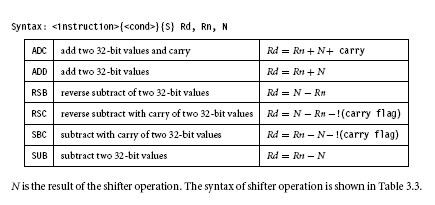 Syntax: <instruction>{<cond>}{S} Rd, Rn, N
ADC add two 32-bit values and carry Rd = Rn + N + carry
ADD add two 32-bit values Rd = Rn + N
RSB reverse subtract of two 32-bit values Rd = N − Rn
RSC reverse subtract with carry of two 32-bit values Rd = N − Rn −!(carry flag)
SBC subtract with carry of two 32-bit values Rd = Rn − N −!(carry flag)
SUB subtract two 32-bit values Rd = Rn − N
N is the result of the shifter operation. The syntax of shifter operation is shown in Table 3.3.